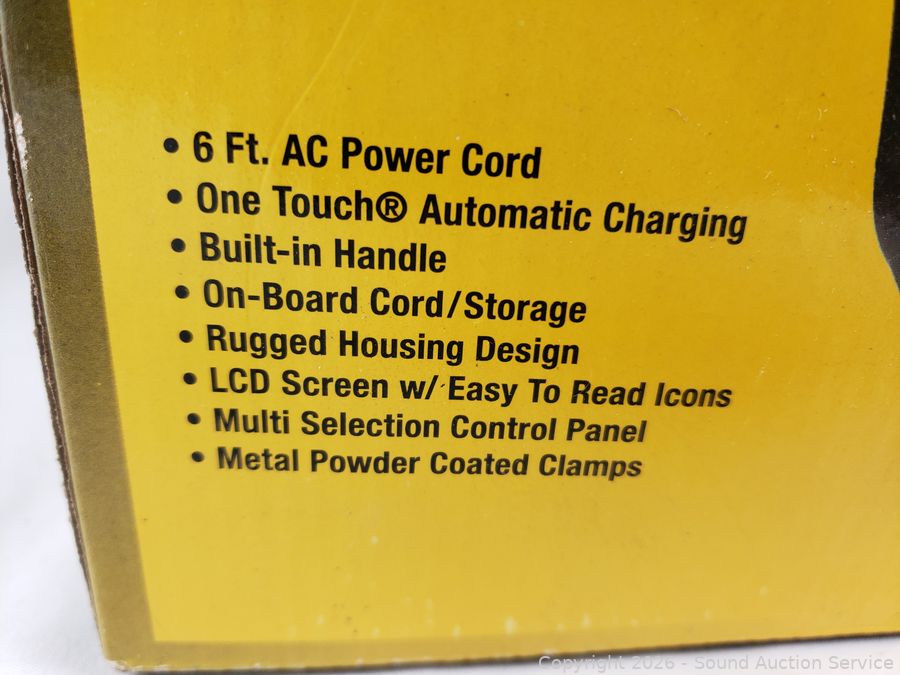 • 6 Ft. AC Power Cord
• One Touch® Automatic Charging
• Built-in Handle
• On-Board Cord/Storage
• Rugged Housing Design
• LCD Screen w/ Easy To Read Icons
• Multi Selection Control Panel
• Metal Powder Coated Clamps
Copyright 2026 - Sound Auction Service